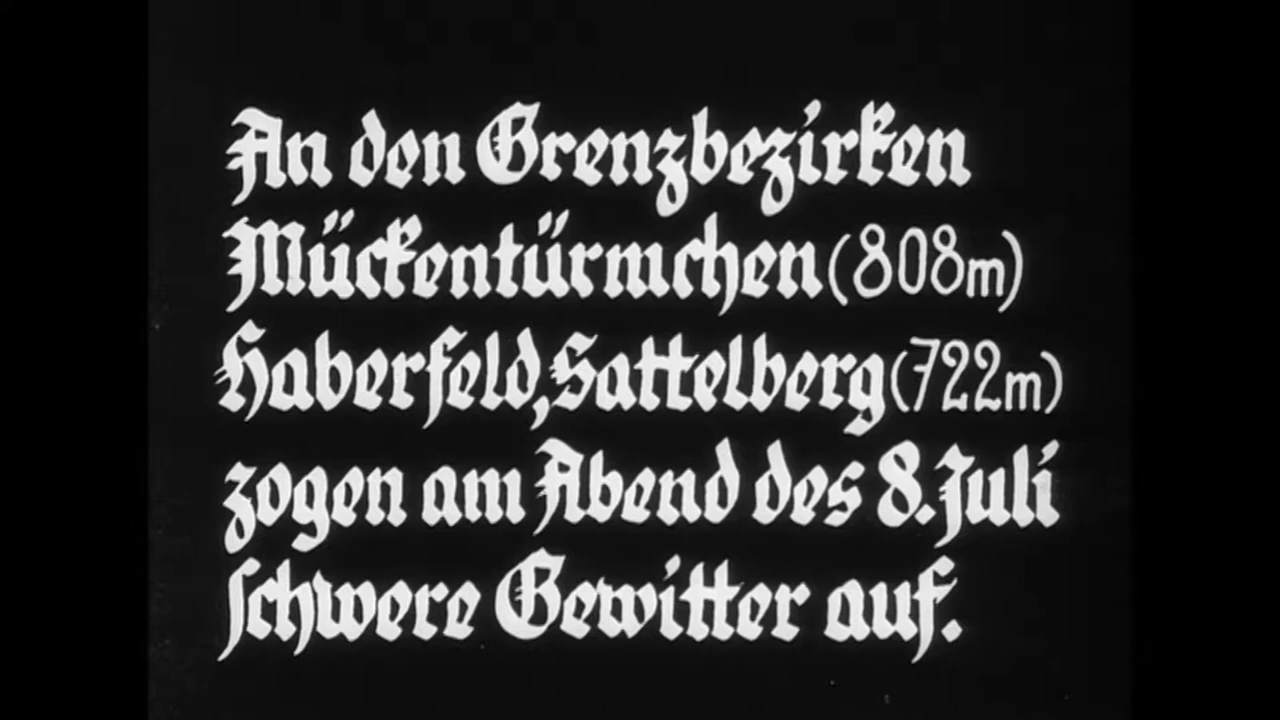 An den Grenzbezirken
Mückentürmchen (808m)
Haberfeld, Sattelberg (722m)
zogen am Abend des 8. Juli
schwere Gewitter auf.